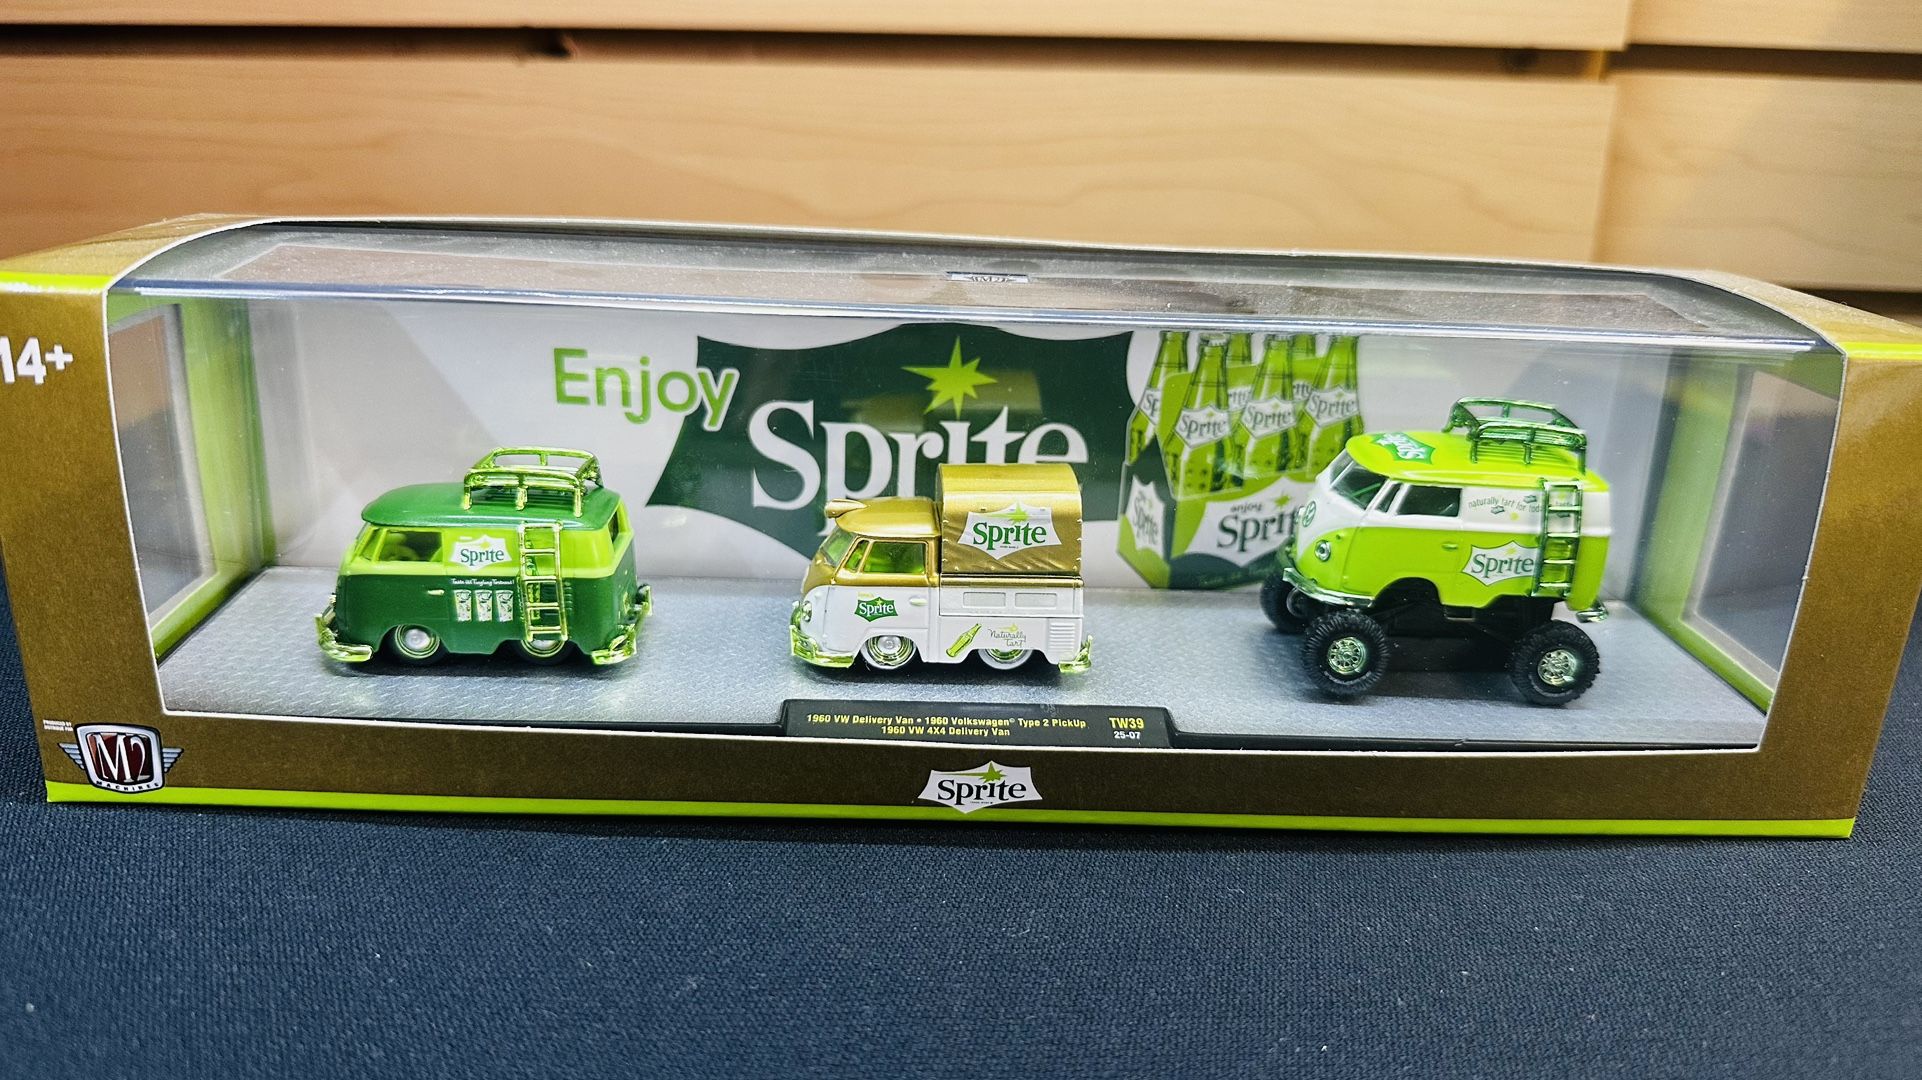 14+
Enjoy
Sprite
Sprite
Sprite
Sprite
enjoy
Sprite
Sprite
Sprite
Sprite
Naturally
tart
naturally tart for
Sprite
1960 VW Delivery Van • 1960 Volkswagen® Type 2 PickUp
1960 VW 4X4 Delivery Van
TW39
25-07
M2
MACHINES
Sprite